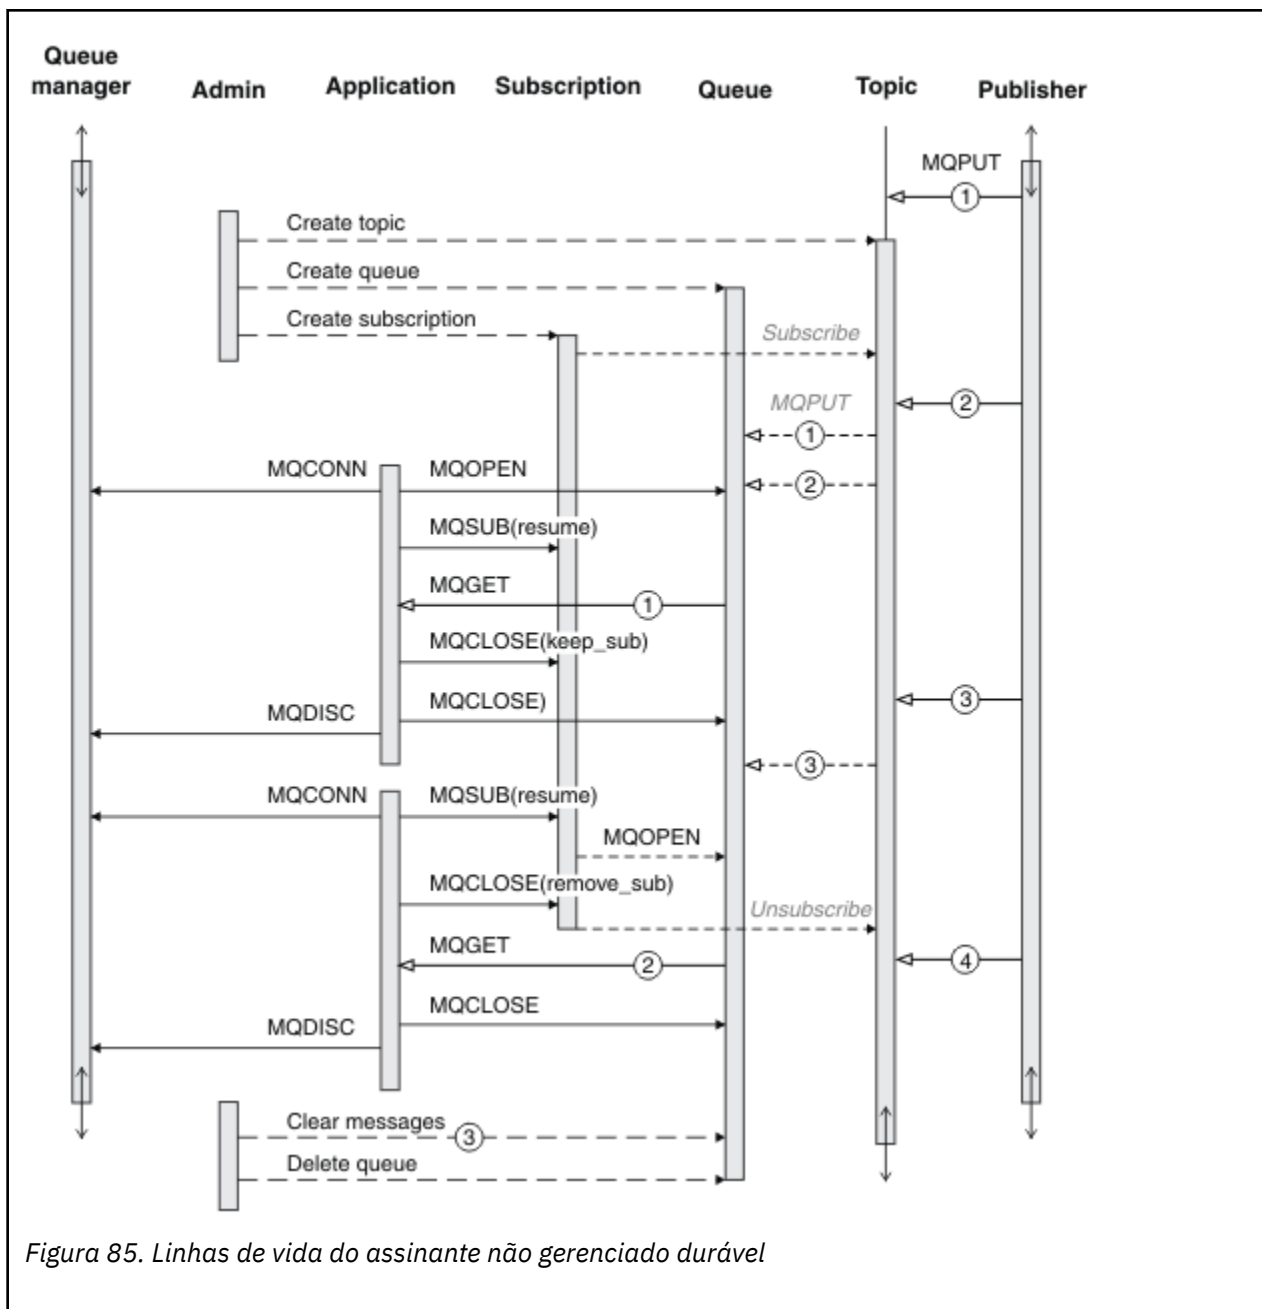 Queue
manager Admin Application Subscription Queue Topic Publisher
MQPUT
1
Create topic
Create queue
Create subscription
Subscribe
MQPUT 2
1
MQCONN MQOPEN 2
MQSUB(resume)
MQGET
1
MQCLOSE(keep_sub)
MQDISC MQCLOSE) 3
3
MQCONN MQSUB(resume)
MQOPEN
MQCLOSE(remove_sub)
Unsubscribe
MQGET 2 4
MQCLOSE
MQDISC
Clear messages 3
Delete queue
Figura 85. Linhas de vida do assinante não gerenciado durável